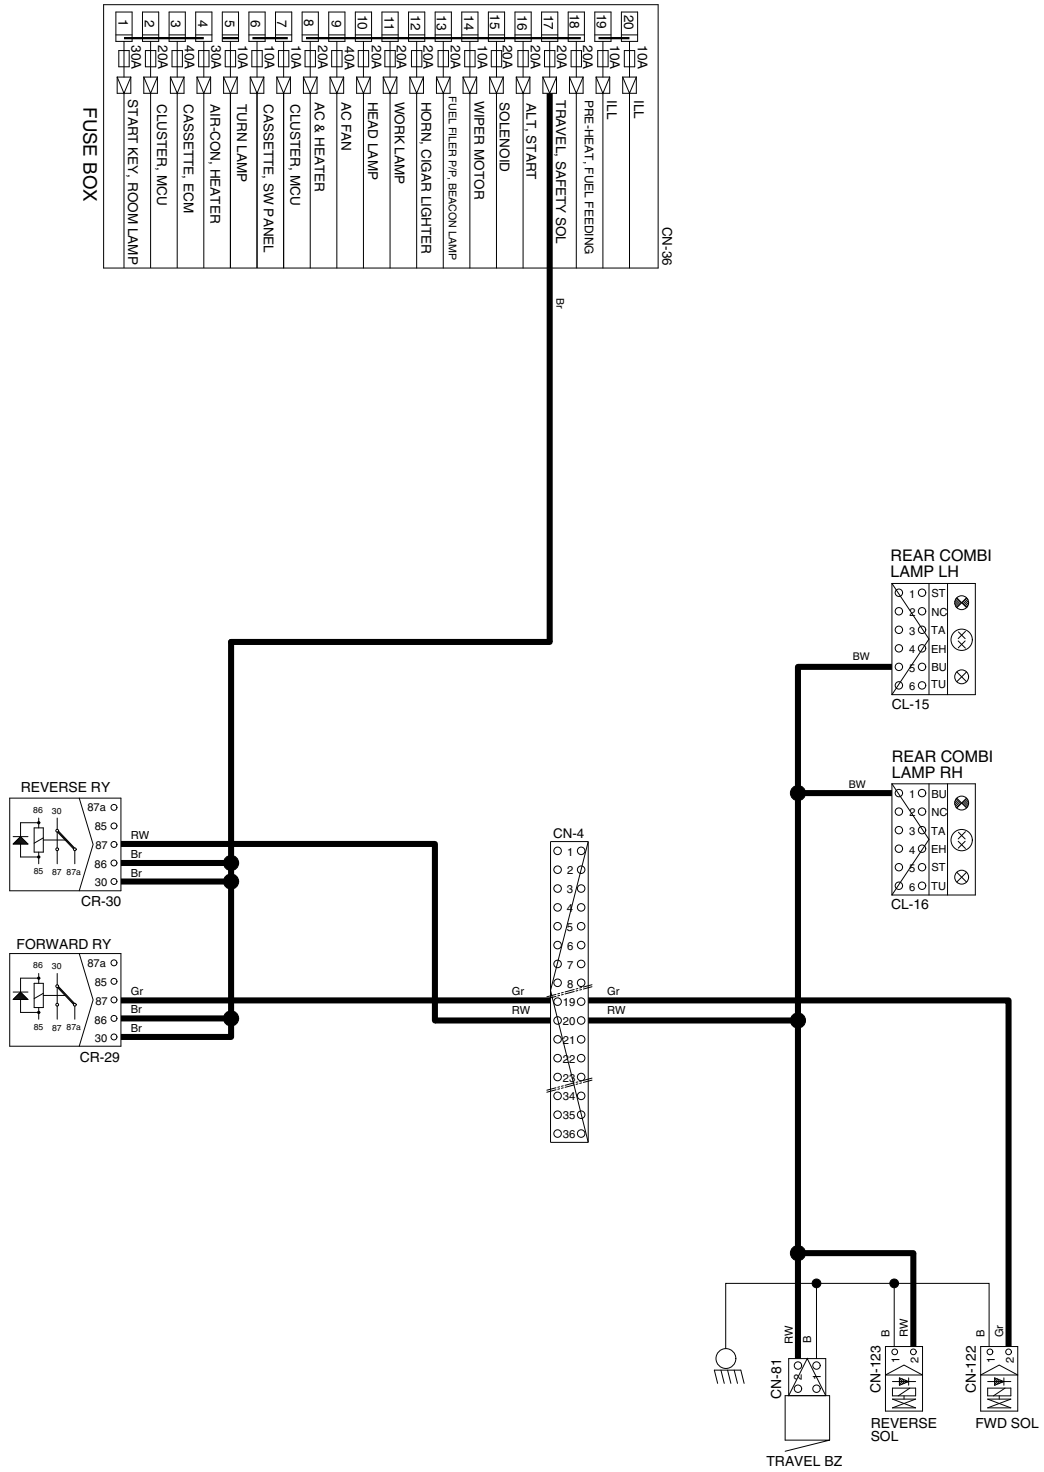 1 30A START KEY, ROOM LAMP
2 20A CLUSTER, MCU
3 40A CASSETTE, ECM
4 30A AIR-CON, HEATER
5 10A TURN LAMP
6 10A CASSETTE, SW PANEL
7 10A CLUSTER, MCU
8 20A AC & HEATER
9 40A AC FAN
10 20A HEAD LAMP
11 20A WORK LAMP
12 20A HORN, CIGAR LIGHTER
13 20A FUEL FILER P/P, BEACON LAMP
14 10A WIPER MOTOR
15 20A SOLENOID
16 20A ALT, START
17 20A TRAVEL, SAFETY SOL
18 20A PRE-HEAT, FUEL FEEDING
19 10A ILL
20 10A ILL
FUSE BOX
CN-36
Br
REAR COMBI
LAMP LH
1 ST
2 NC
3 TA
4 EH
5 BU
6 TU
BW
CL-15
REAR COMBI
LAMP RH
1 BU
2 NC
3 TA
4 EH
5 ST
6 TU
BW
CL-16
REVERSE RY
86 30
85 87 87a
87a
85
87 RW
86 Br
30 Br
CR-30
FORWARD RY
86 30
85 87 87a
87a
85
87 Gr
86 Br
30 Br
CR-29
CN-4
1
2
3
4
5
6
7
8
Gr 19 Gr
RW 20 RW
21
22
23
34
35
36
RW B
CN-81
2 1
TRAVEL BZ
B RW
CN-123
1 2
REVERSE
SOL
B Gr
CN-122
1 2
FWD SOL